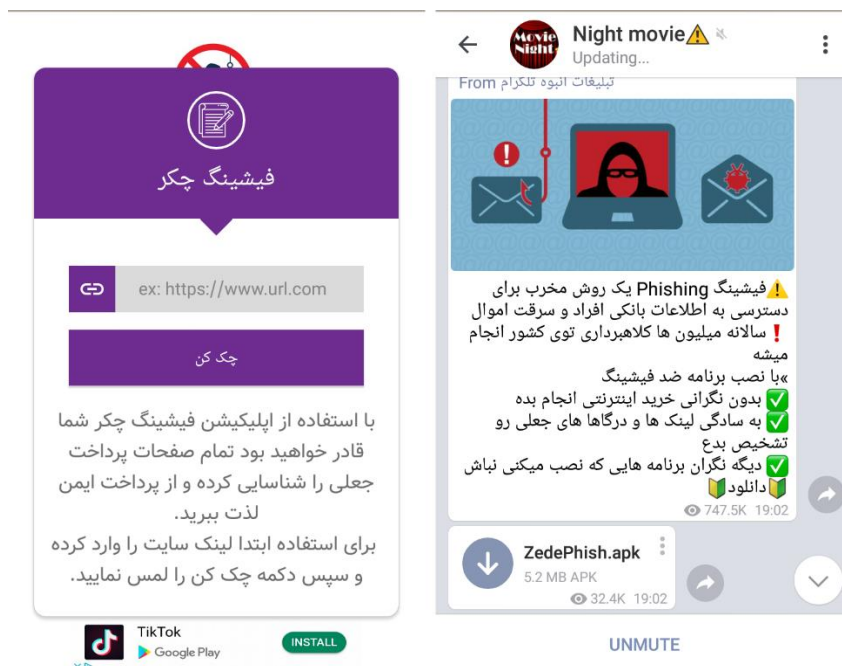 فیشینگ چکر
ex: https://www.url.com
چک کن
با استفاده از اپلیکیشن فیشینگ چکر شما
قادر خواهید بود تمام صفحات پرداخت
جعلی را شناسایی کرده و از پرداخت ایمن
لذت ببرید.
برای استفاده ابتدا لینک سایت را وارد کرده
و سپس دکمه چک کن را لمس نمایید.
TikTok
Google Play
INSTALL
Movie
Night
Night movie⚠
Updating...
From تبلیغات انبوه تلگرام
⚠فیشینگ Phishing یک روش مخرب برای
دسترسی به اطلاعات بانکی افراد و سرقت اموال
❗ سالانه میلیون ها کلاهبرداری توی کشور انجام
میشه
»با نصب برنامه ضد فیشینگ
✅ بدون نگرانی خرید اینترنتی انجام بده
✅ به سادگی لینک ها و درگاها های جعلی رو
تشخیص بدع
✅ دیگه نگران برنامه هایی که نصب میکنی نباش
🔰دانلود🔰
747.5K 19:02
ZedePhish.apk
5.2 MB APK
32.4K 19:02
UNMUTE